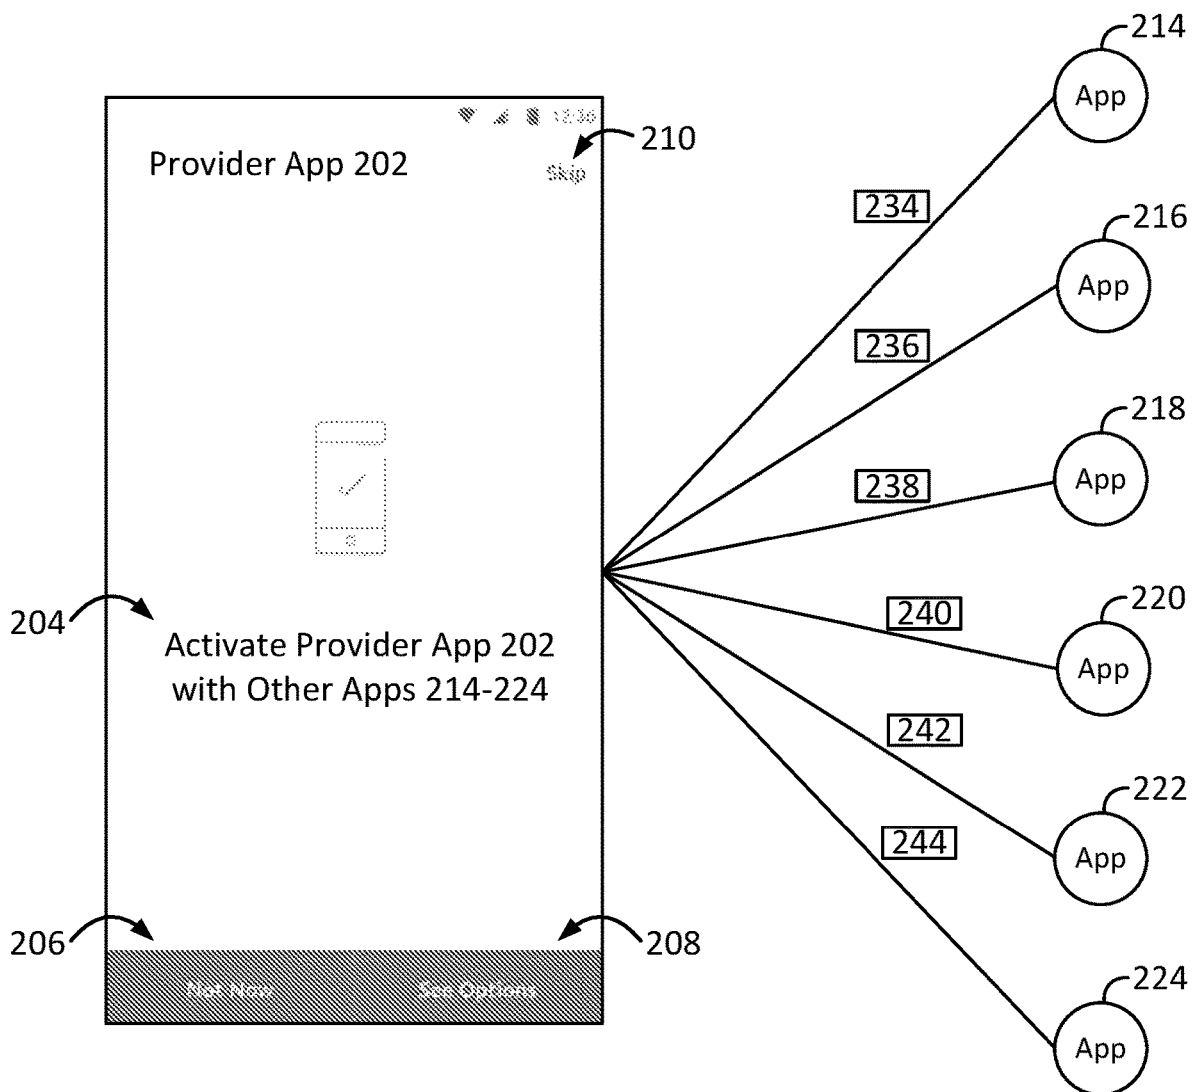 214
12:30
210
Provider App 202
Skip
App
234
216
App
236
218
App
238
204
Activate Provider App 202
with Other Apps 214-224
240
220
App
242
222
App
244
206
208
Not Now
See Options
224
App